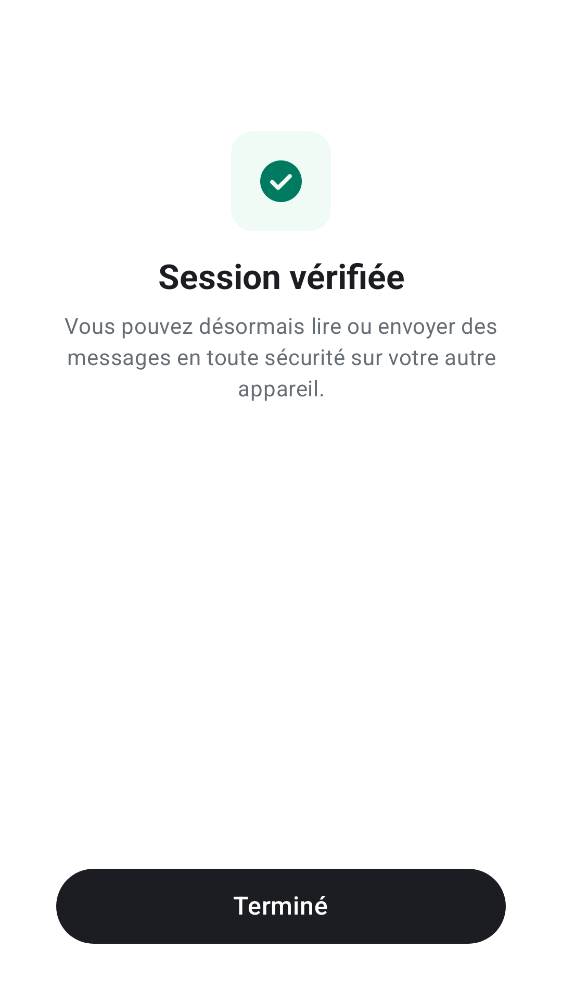 Session vérifiée
Vous pouvez désormais lire ou envoyer des
messages en toute sécurité sur votre autre
appareil.
Terminé